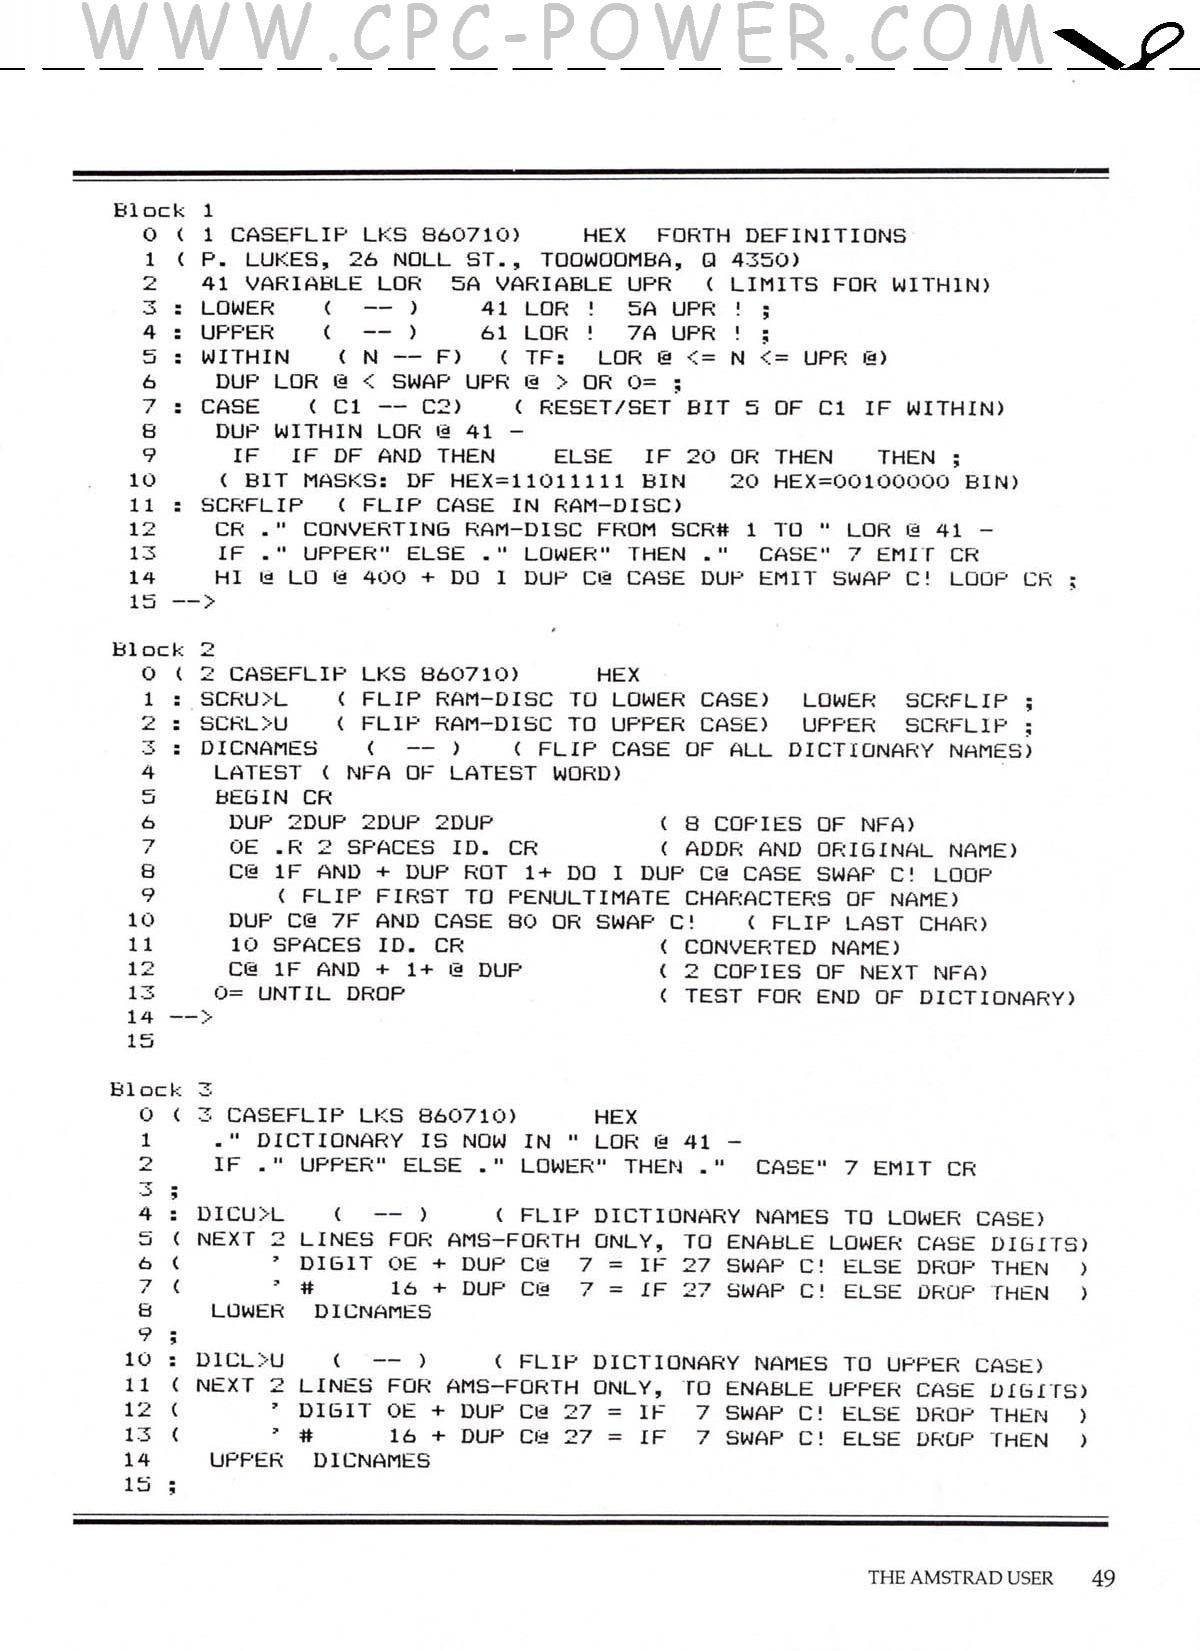 WWW.CPC-POWER.COM
Block 1
0 ( 1 CASEFLIP LKS 860710)    HEX  FORTH DEFINITIONS
1 ( P. LUKES, 26 NOLL ST., TOOWOOMBA, Q 4350)
2   41 VARIABLE LOR  5A VARIABLE UPR  ( LIMITS FOR WITHIN)
3 : LOWER   (  -- )    41 LOR !  5A UPR ! ;
4 : UPPER   (  -- )    61 LOR !  7A UPR ! ;
5 : WITHIN   ( N -- F)  ( TF:  LOR @ <= N <= UPR @)
6    DUP LOR @ < SWAP UPR @ > OR 0= ;
7 : CASE   ( C1 -- C2)   ( RESET/SET BIT 5 OF C1 IF WITHIN)
8    DUP WITHIN LOR @ 41 -
9     IF  IF DF AND THEN    ELSE  IF 20 OR THEN   THEN ;
10    ( BIT MASKS: DF HEX=11011111 BIN   20 HEX=00100000 BIN)
11 : SCRFLIP  ( FLIP CASE IN RAM-DISC)
12    CR ." CONVERTING RAM-DISC FROM SCR# 1 TO " LOR @ 41 -
13    IF ." UPPER" ELSE ." LOWER" THEN ."  CASE" 7 EMIT CR
14    HI @ LO @ 400 + DO I DUP C@ CASE DUP EMIT SWAP C! LOOP CR ;
15 -->
Block 2
0 ( 2 CASEFLIP LKS 860710)     HEX
1 : SCRU>L   ( FLIP RAM-DISC TO LOWER CASE)  LOWER  SCRFLIP ;
2 : SCRL>U   ( FLIP RAM-DISC TO UPPER CASE)  UPPER  SCRFLIP ;
3 : DICNAMES   (  -- )   ( FLIP CASE OF ALL DICTIONARY NAMES)
4    LATEST ( NFA OF LATEST WORD)
5    BEGIN CR
6     DUP 2DUP 2DUP 2DUP           ( 8 COPIES OF NFA)
7     0E .R 2 SPACES ID. CR        ( ADDR AND ORIGINAL NAME)
8     C@ 1F AND + DUP ROT 1+ DO I DUP C@ CASE SWAP C! LOOP
9        ( FLIP FIRST TO PENULTIMATE CHARACTERS OF NAME)
10     DUP C@ 7F AND CASE 80 OR SWAP C!   ( FLIP LAST CHAR)
11     10 SPACES ID. CR             ( CONVERTED NAME)
12     C@ 1F AND + 1+ @ DUP         ( 2 COPIES OF NEXT NFA)
13    0= UNTIL DROP                 ( TEST FOR END OF DICTIONARY)
14 -->
15
Block 3
0 ( 3 CASEFLIP LKS 860710)     HEX
1    ." DICTIONARY IS NOW IN " LOR @ 41 -
2    IF ." UPPER" ELSE ." LOWER" THEN ."  CASE" 7 EMIT CR
3 ;
4 : DICU>L   (  -- )    ( FLIP DICTIONARY NAMES TO LOWER CASE)
5 ( NEXT 2 LINES FOR AMS-FORTH ONLY, TO ENABLE LOWER CASE DIGITS)
6 (      ' DIGIT 0E + DUP C@  7 = IF 27 SWAP C! ELSE DROP THEN  )
7 (      ' #     16 + DUP C@  7 = IF 27 SWAP C! ELSE DROP THEN  )
8    LOWER  DICNAMES
9 ;
10 : DICL>U   (  -- )    ( FLIP DICTIONARY NAMES TO UPPER CASE)
11 ( NEXT 2 LINES FOR AMS-FORTH ONLY, TO ENABLE UPPER CASE DIGITS)
12 (      ' DIGIT 0E + DUP C@ 27 = IF  7 SWAP C! ELSE DROP THEN  )
13 (      ' #     16 + DUP C@ 27 = IF  7 SWAP C! ELSE DROP THEN  )
14    UPPER  DICNAMES
15 ;
THE AMSTRAD USER    49